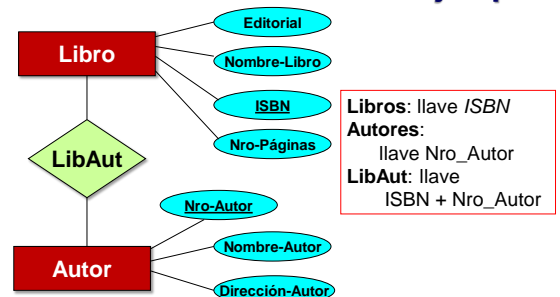 Editorial
Libro
Nombre-Libro
ISBN
Nro-Páginas
LibAut
Nro-Autor
Nombre-Autor
Autor
Dirección-Autor
Libros: llave ISBN
Autores:
llave Nro_Autor
LibAut: llave
ISBN + Nro_Autor